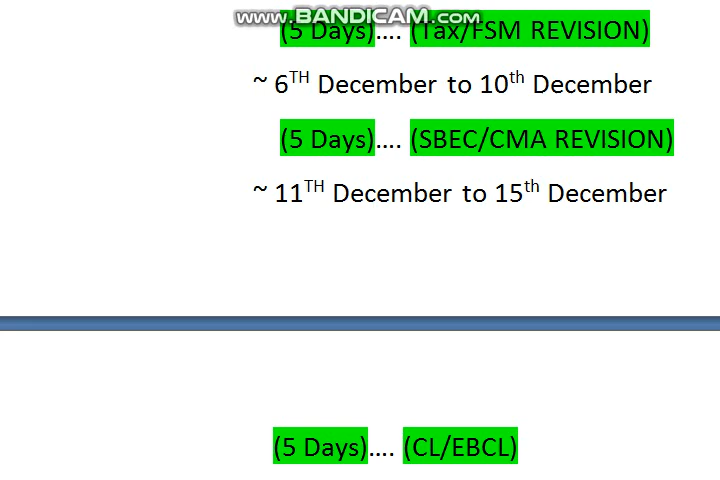 www.BANDICAM.com
(5 Days)…. (Tax/FSM REVISION)
~ 6TH December to 10th December
(5 Days)…. (SBEC/CMA REVISION)
~ 11TH December to 15th December
(5 Days)…. (CL/EBCL)